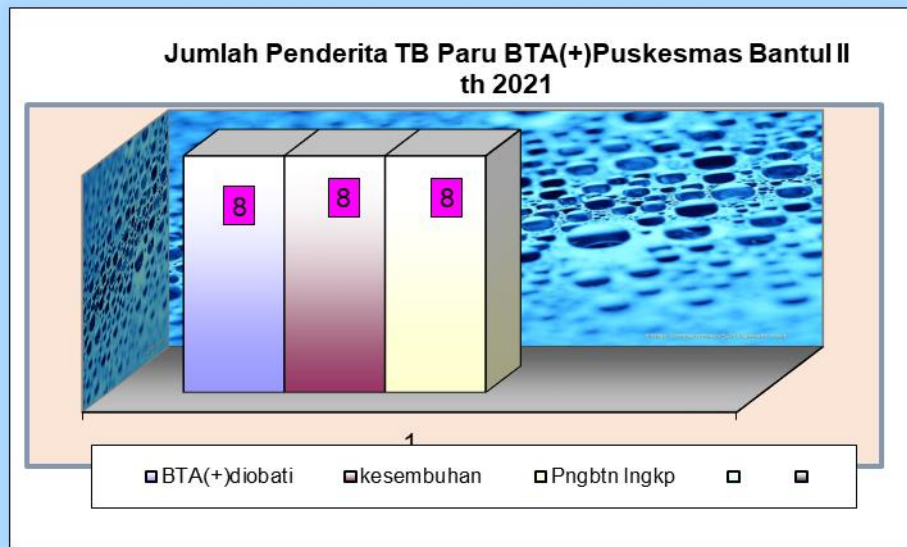 Jumlah Penderita TB Paru BTA(+)Puskesmas Bantul II
th 2021
8 8 8
1
BTA(+)diobati kesembuhan Pngbtn lngkp